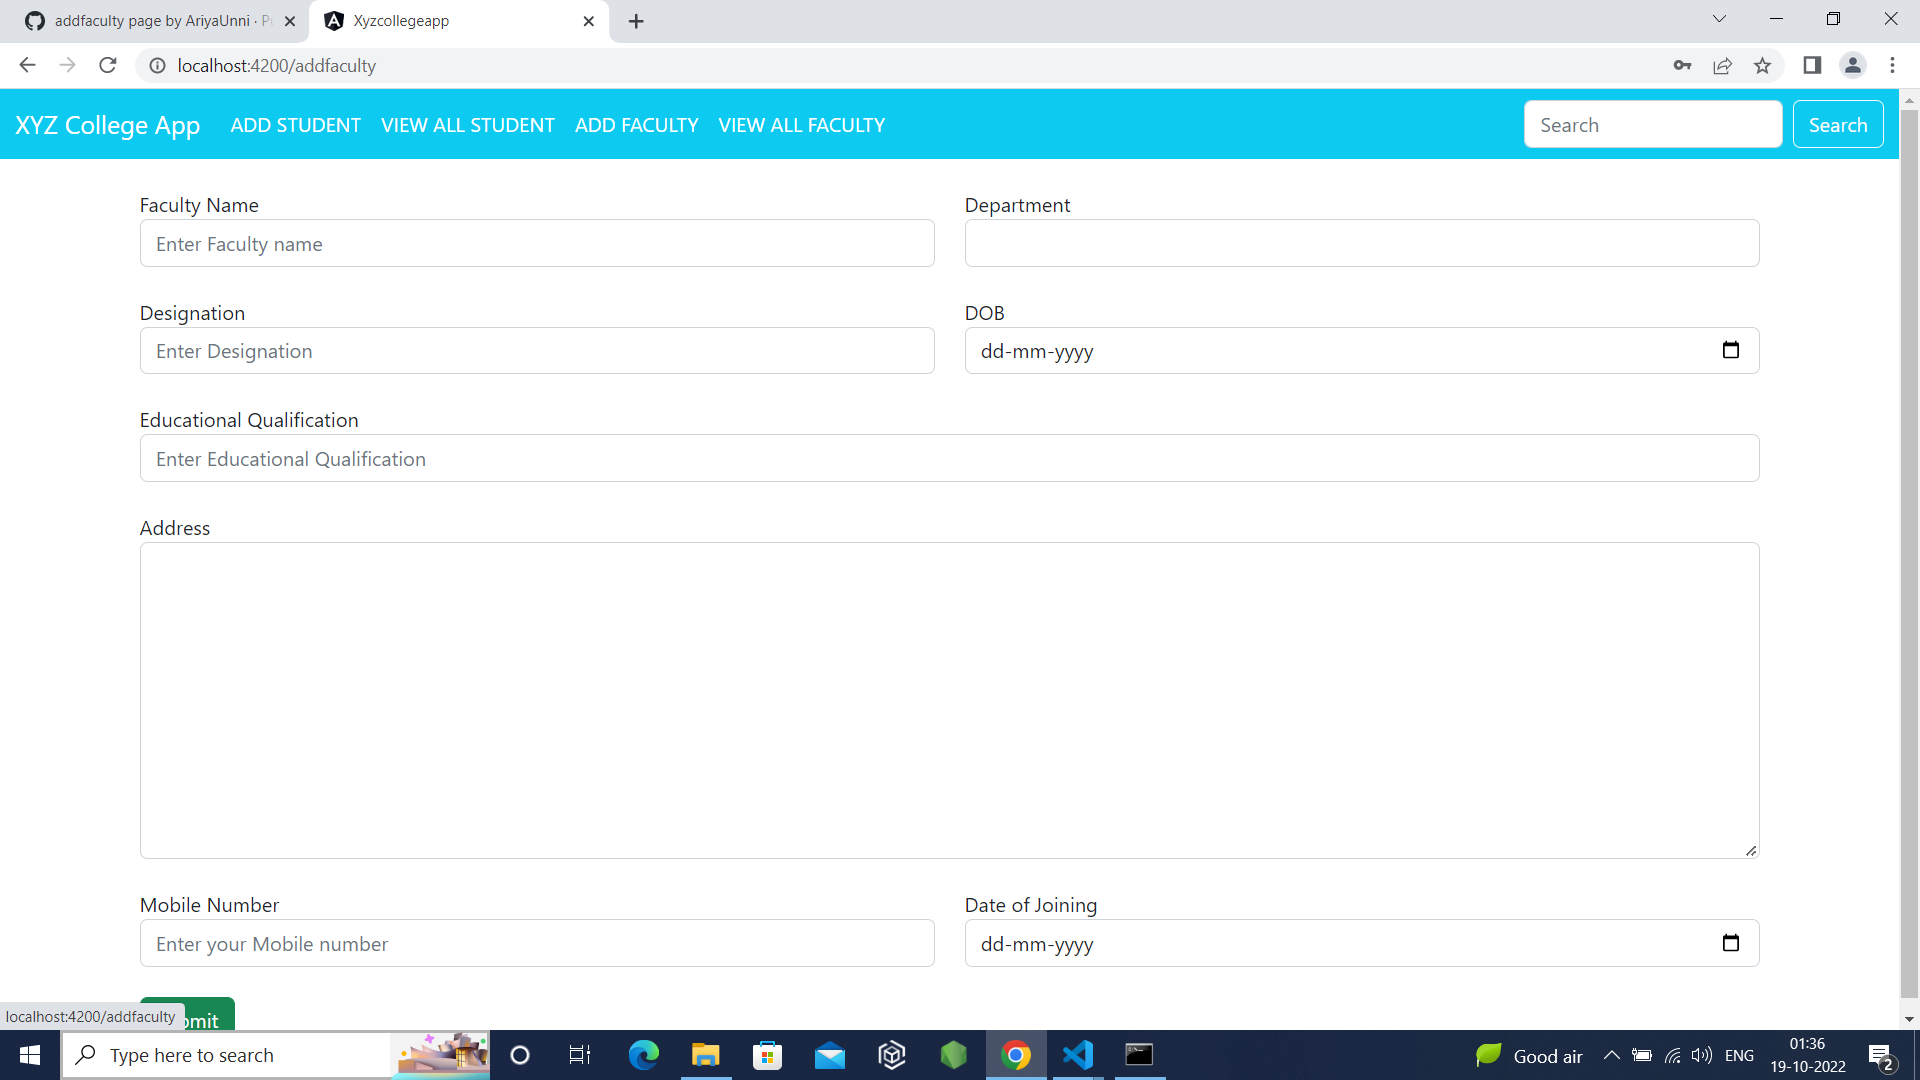 addfaculty page by AriyaUnni · Pu
Xyzcollegeapp
localhost:4200/addfaculty
XYZ College App
ADD STUDENT
VIEW ALL STUDENT
ADD FACULTY
VIEW ALL FACULTY
Search
Search
Faculty Name
Department
Enter Faculty name
Designation
DOB
Enter Designation
dd-mm-yyyy
Educational Qualification
Enter Educational Qualification
Address
Mobile Number
Date of Joining
Enter your Mobile number
dd-mm-yyyy
localhost:4200/addfaculty
mit
Type here to search
Good air
ENG
01:36
19-10-2022
2